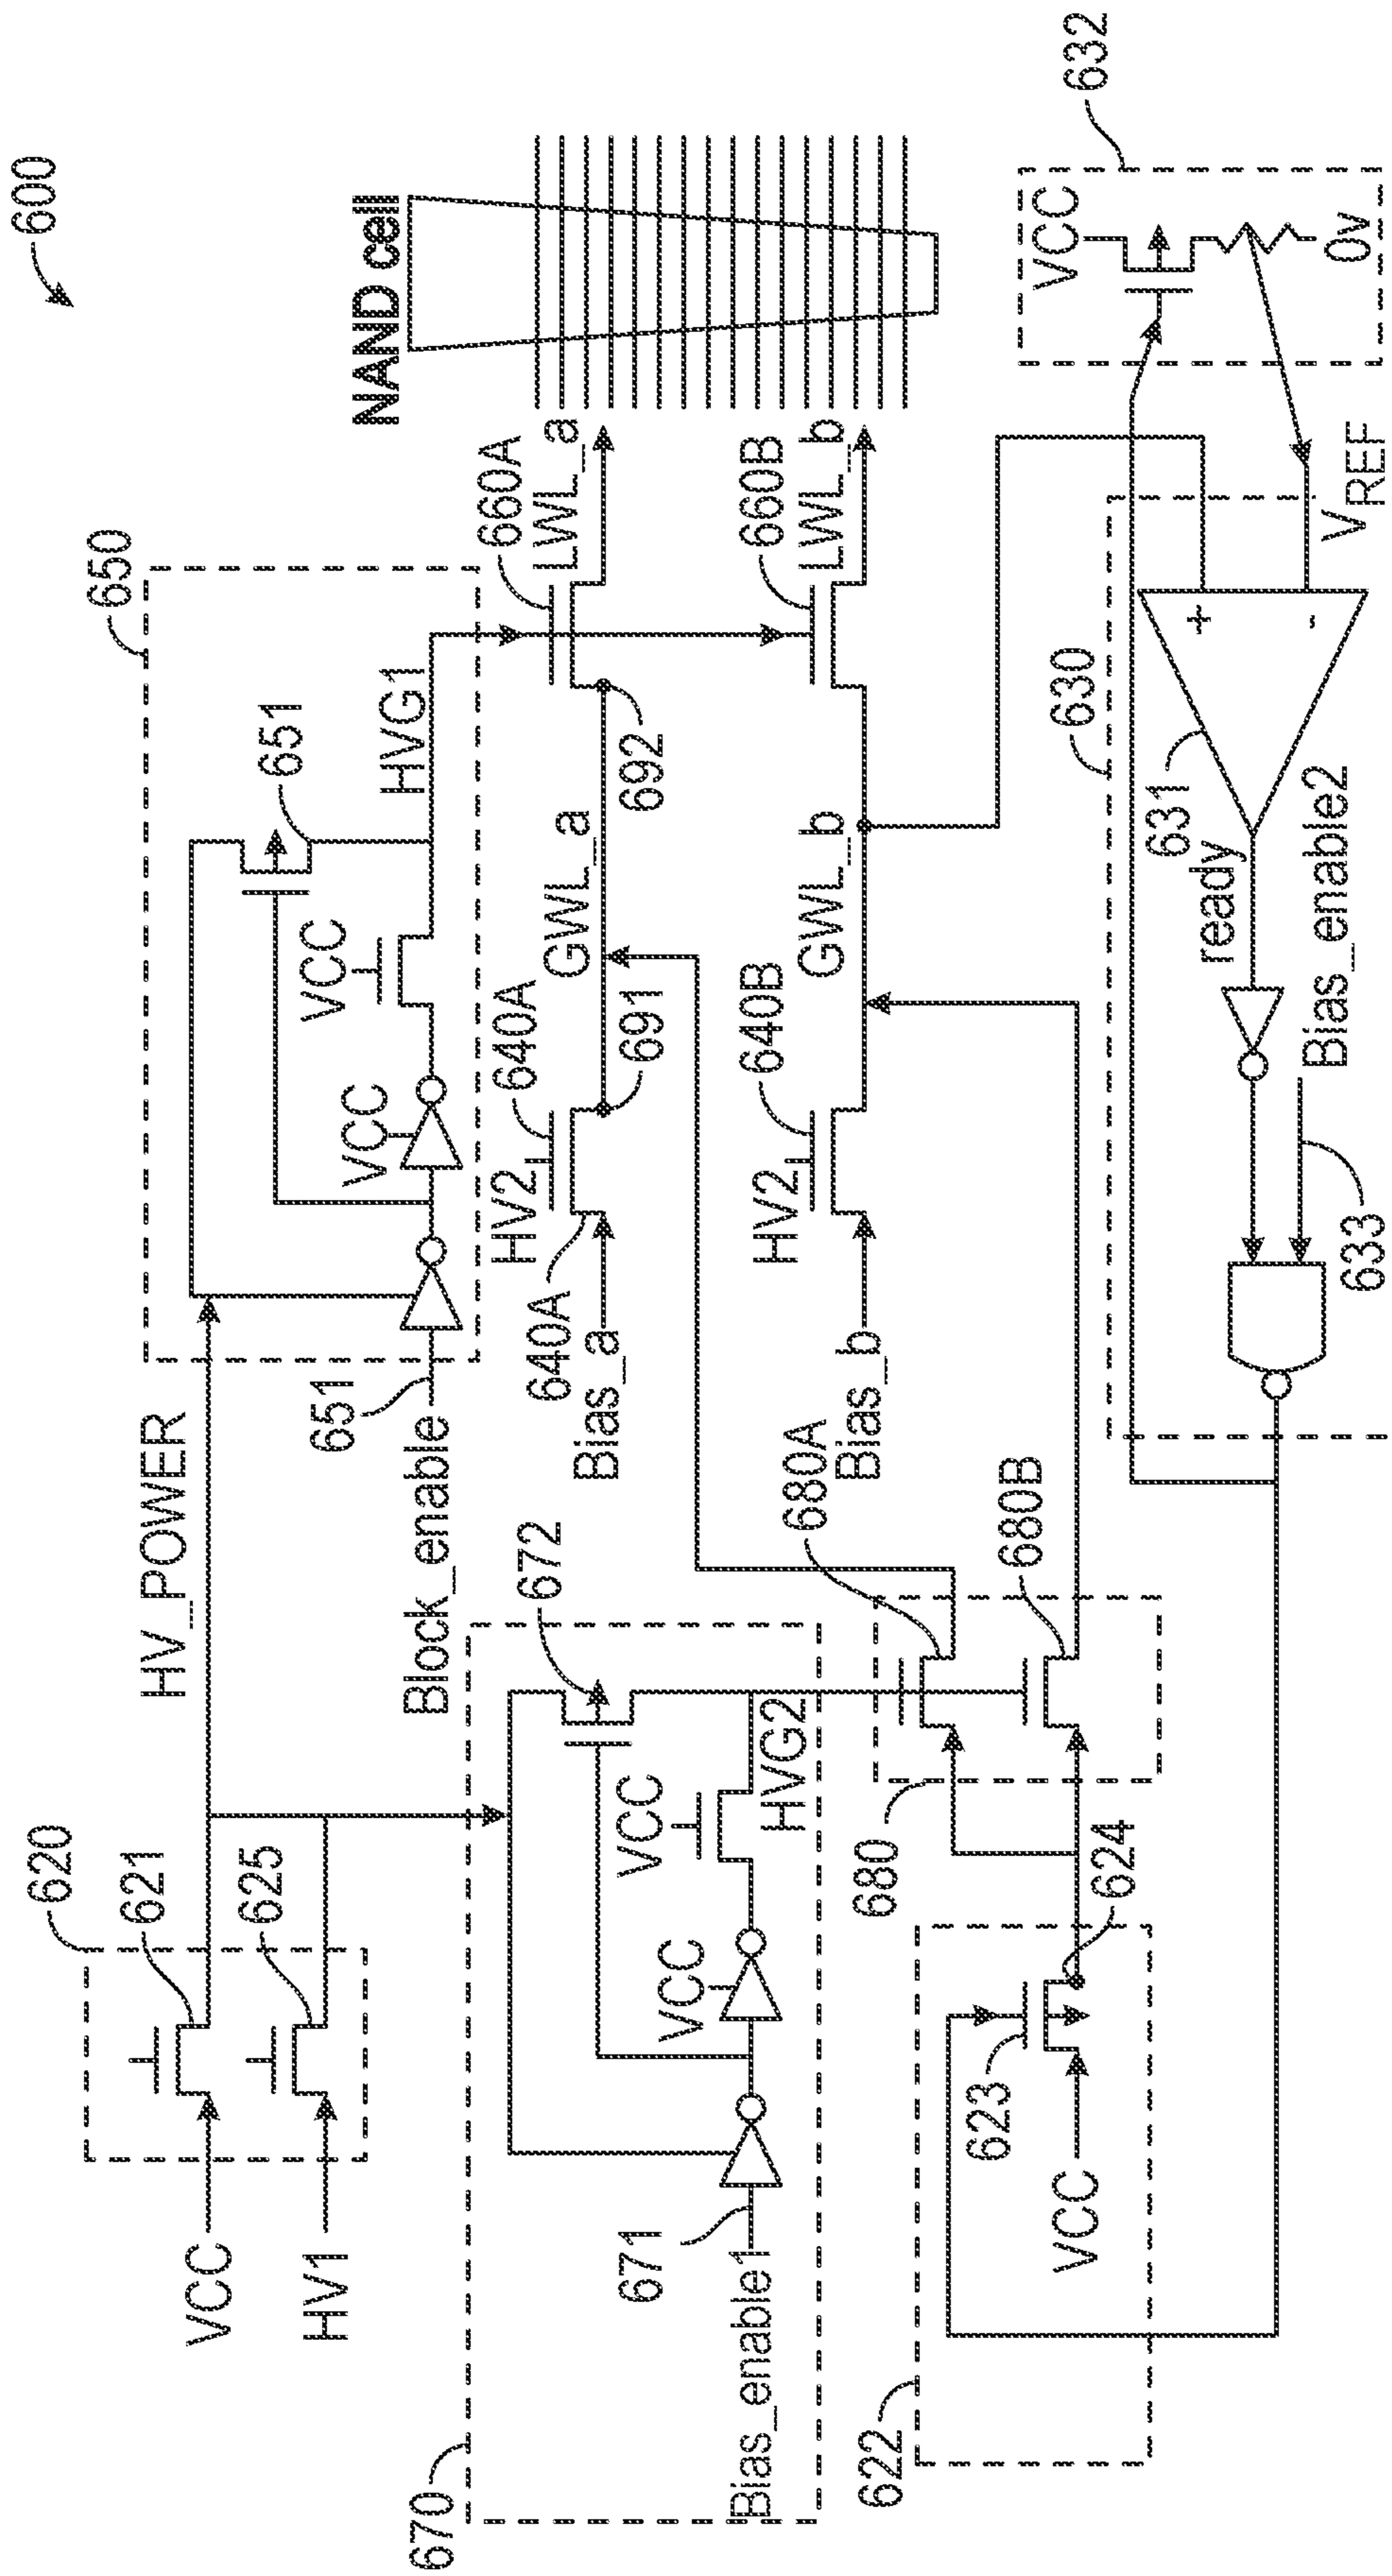 600
620
VCC
621
HV1
625
HV_POWER
650
651
Block_enable
VCC
VCC
651
HVG1
NAND cell
670
Bias_enable1
671
VCC
VCC
672
HVG2
640A
Bias_a
HV2
640A
691
GWL_a
692
660A
LWL_a
Bias_b
HV2
640B
GWL_b
660B
LWL_b
622
VCC
623
624
680
680A
680B
630
633
Bias_enable2
ready
631
+
-
VREF
632
VCC
0v